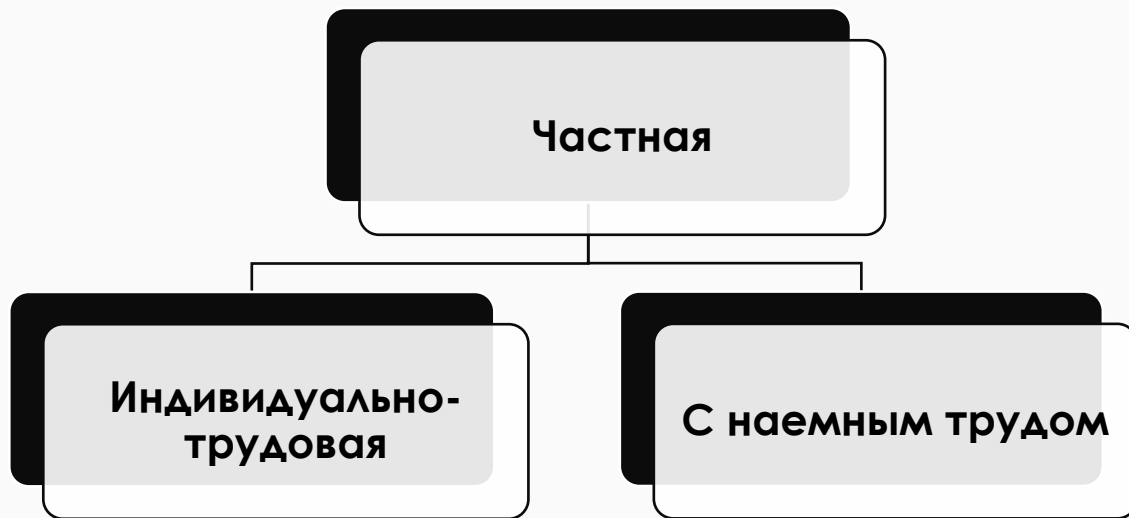 Частная
Индивидуально-
трудовая
С наемным трудом